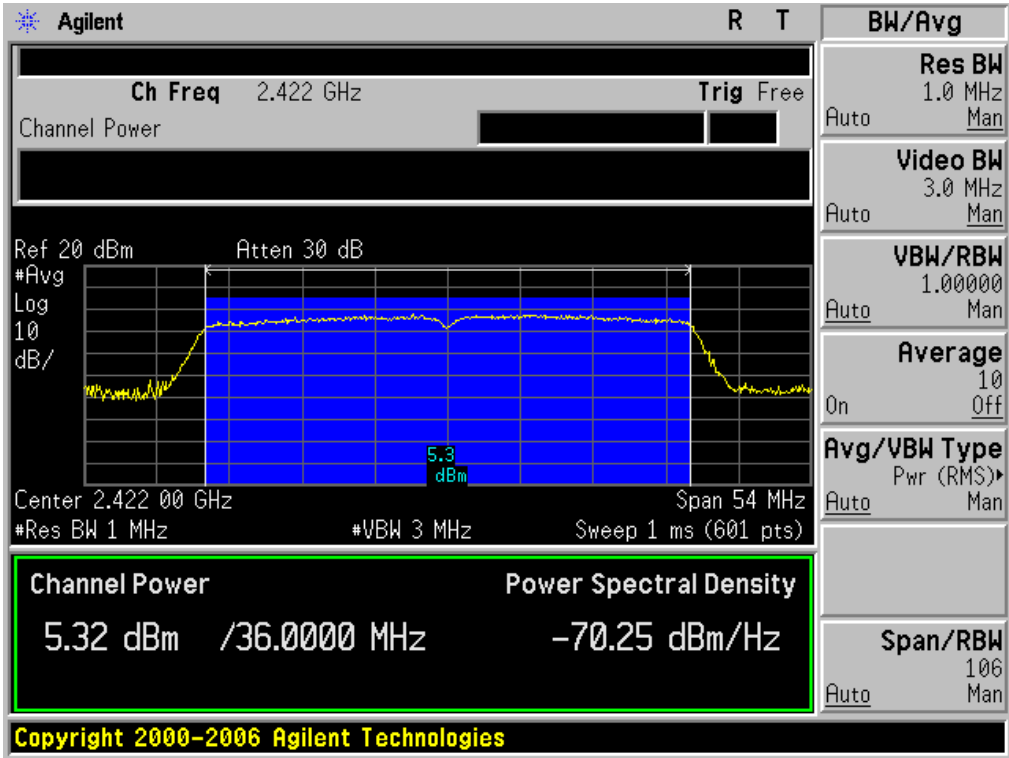 Agilent R T
BW/Avg
Ch Freq 2.422 GHz Trig Free
Channel Power
Ref 20 dBm Atten 30 dB
#Avg
Log
10
dB/
5.3
dBm
Center 2.422 00 GHz Span 54 MHz
#Res BW 1 MHz #VBW 3 MHz Sweep 1 ms (601 pts)
Channel Power Power Spectral Density
5.32 dBm /36.0000 MHz -70.25 dBm/Hz
Res BW
1.0 MHz
Auto Man
Video BW
3.0 MHz
Auto Man
VBW/RBW
1.00000
Auto Man
Average
10
On Off
Avg/VBW Type
Pwr (RMS)▸
Auto Man
Span/RBW
106
Auto Man
Copyright 2000-2006 Agilent Technologies